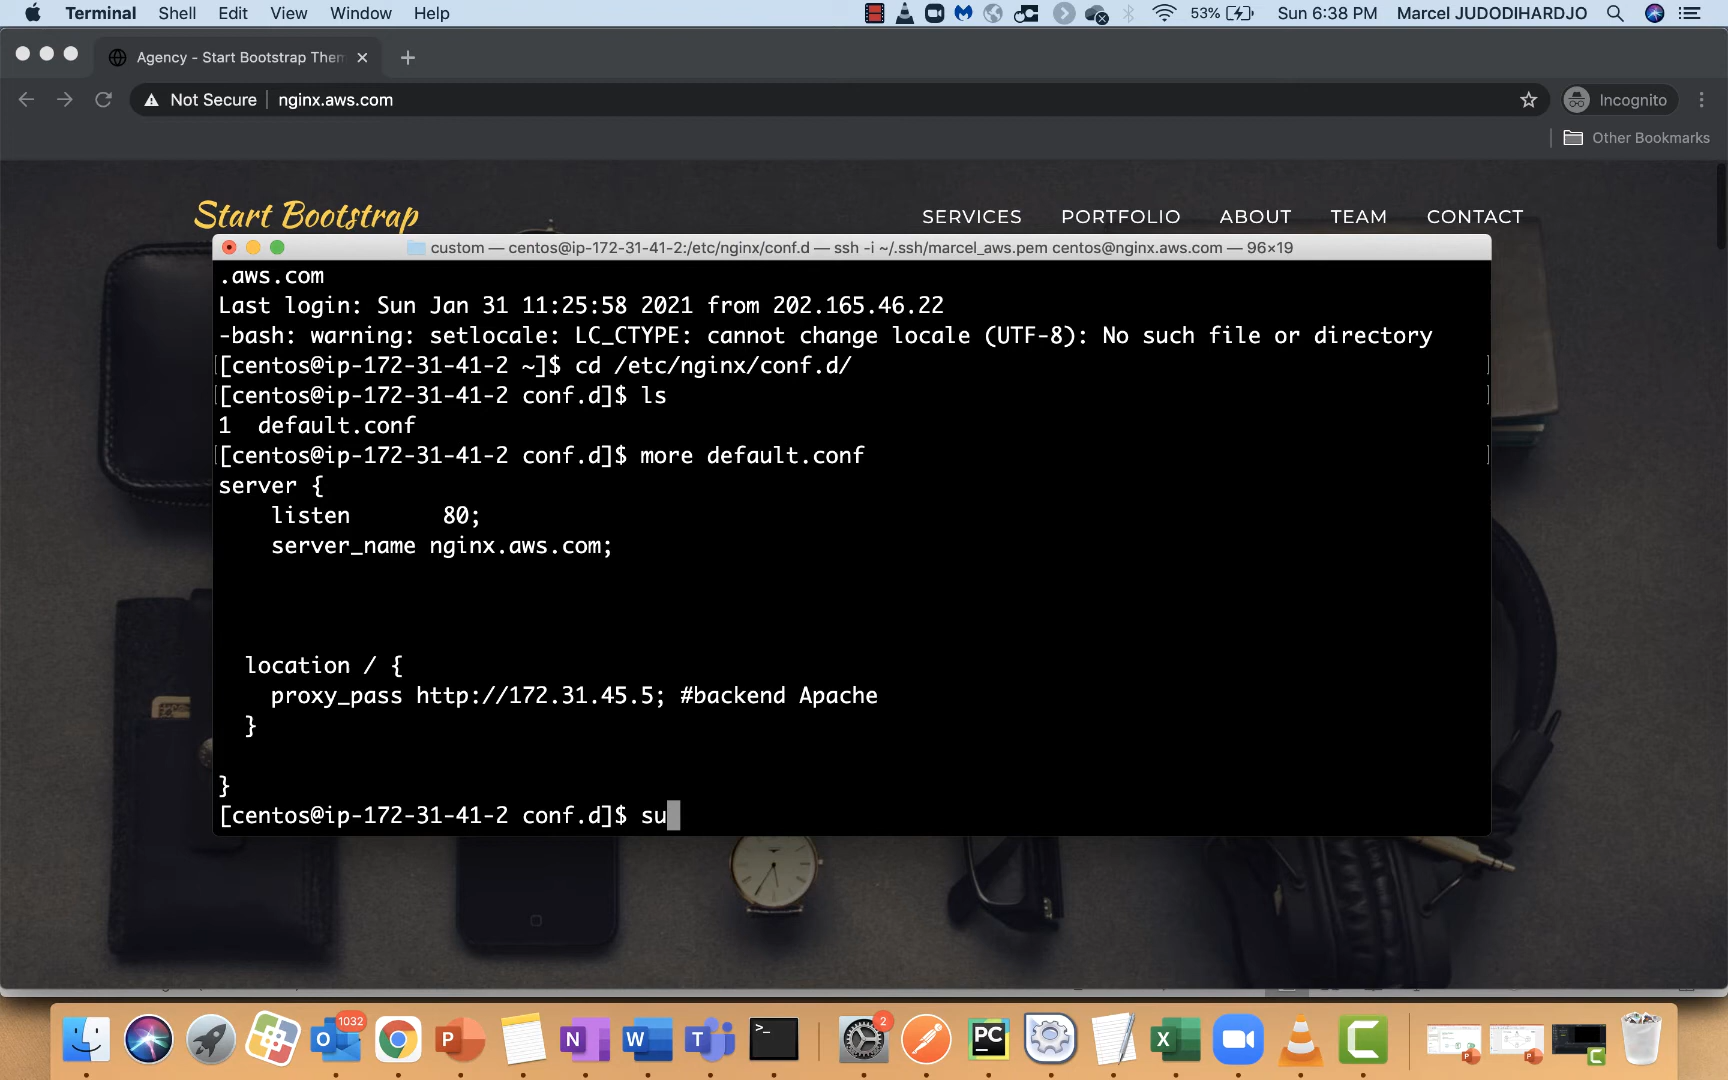 Terminal Shell Edit View Window Help 53% Sun 6:38 PM Marcel JUDODIHARDJO
Agency - Start Bootstrap Them
Not Secure nginx.aws.com Incognito
Other Bookmarks
Start Bootstrap SERVICES PORTFOLIO ABOUT TEAM CONTACT
custom — centos@ip-172-31-41-2:/etc/nginx/conf.d — ssh -i ~/.ssh/marcel_aws.pem centos@nginx.aws.com — 96×19
.aws.com
Last login: Sun Jan 31 11:25:58 2021 from 202.165.46.22
-bash: warning: setlocale: LC_CTYPE: cannot change locale (UTF-8): No such file or directory
[centos@ip-172-31-41-2 ~]$ cd /etc/nginx/conf.d/
[centos@ip-172-31-41-2 conf.d]$ ls
1 default.conf
[centos@ip-172-31-41-2 conf.d]$ more default.conf
server {
listen 80;
server_name nginx.aws.com;
location / {
proxy_pass http://172.31.45.5; #backend Apache
}
}
[centos@ip-172-31-41-2 conf.d]$ su
1032 2
O P N W T >_ PC X C
P P C